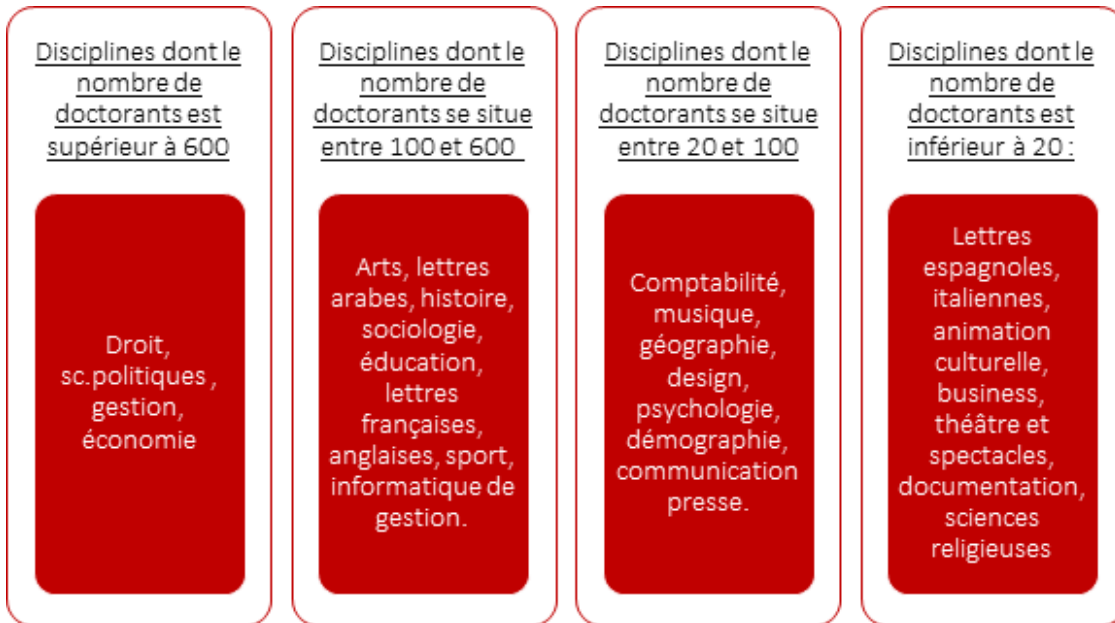 Disciplines dont le
nombre de
doctorants est
supérieur à 600
Droit,
sc.politiques ,
gestion,
économie
Disciplines dont le
nombre de
doctorants se situe
entre 100 et 600
Arts, lettres
arabes, histoire,
sociologie,
éducation,
lettres
françaises,
anglaises, sport,
informatique de
gestion.
Disciplines dont le
nombre de
doctorants se situe
entre 20 et 100
Comptabilité,
musique,
géographie,
design,
psychologie,
démographie,
communication
presse.
Disciplines dont le
nombre de
doctorants est
inférieur à 20 :
Lettres
espagnoles,
italiennes,
animation
culturelle,
business,
théâtre et
spectacles,
documentation,
sciences
religieuses